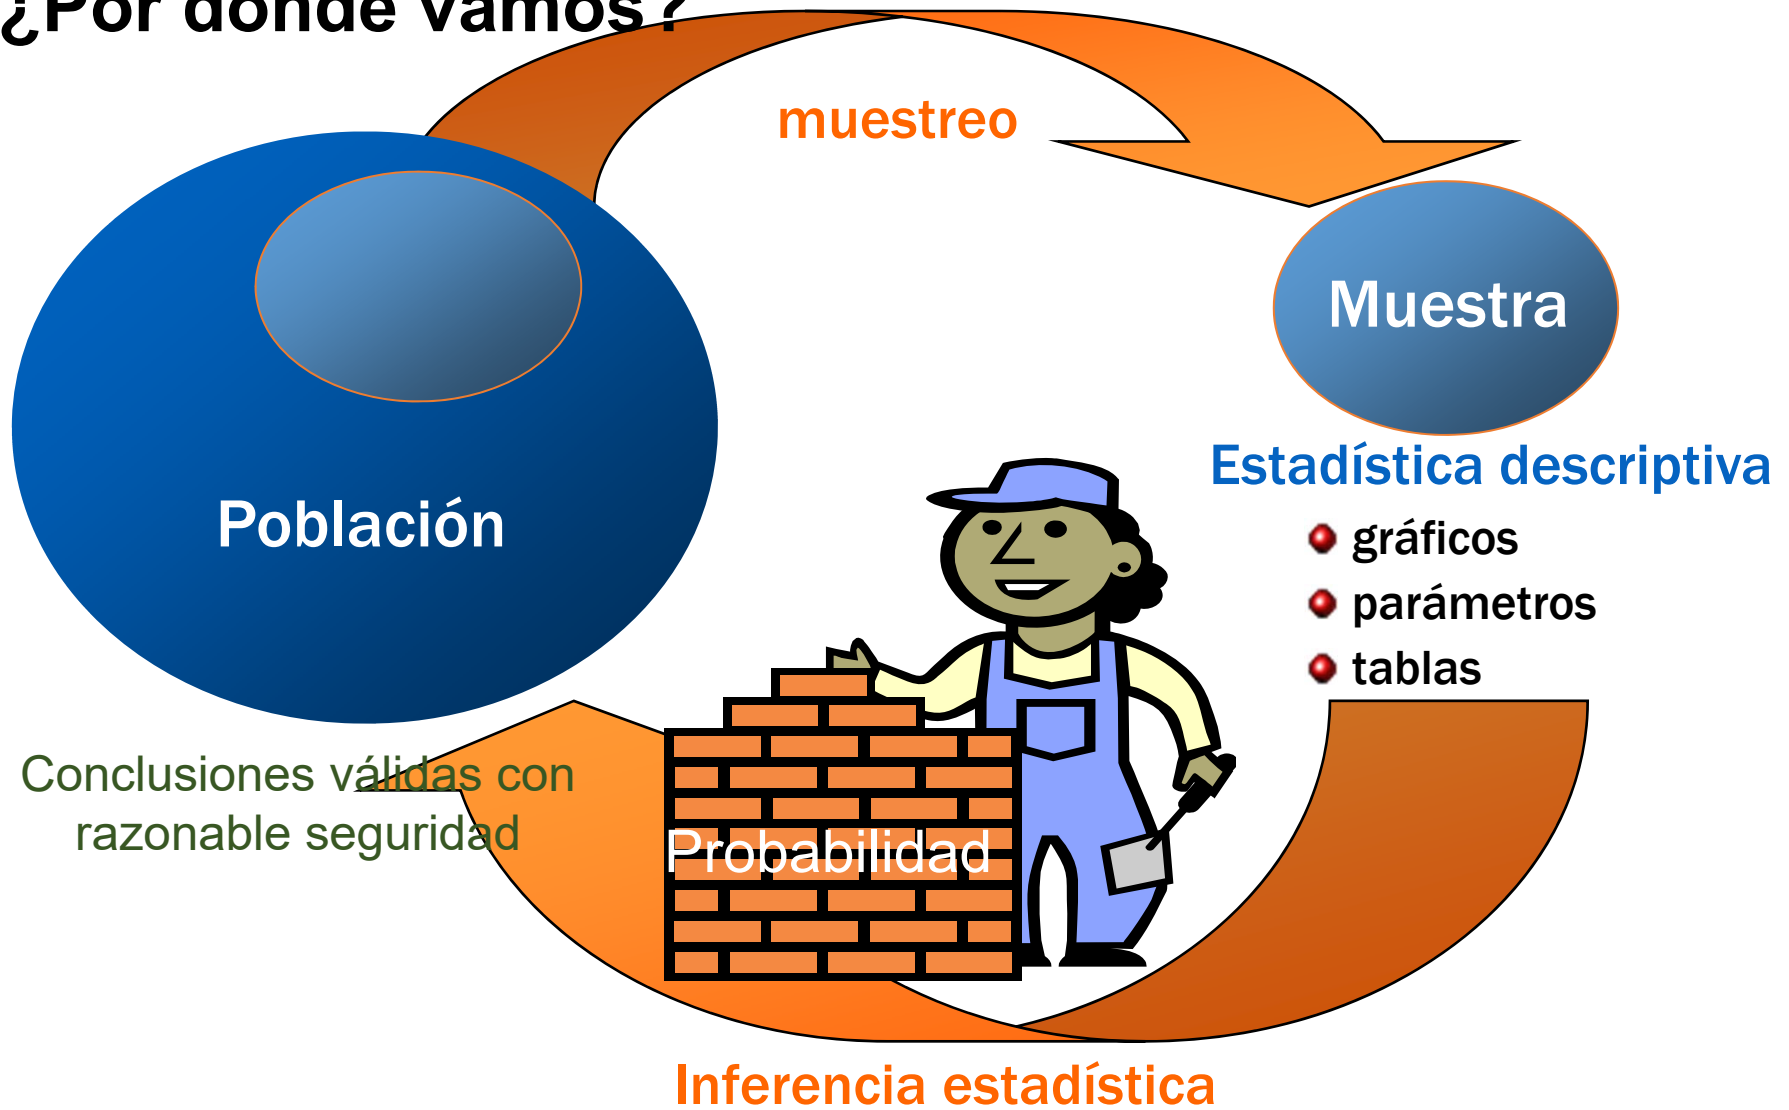 ¿Por dónde vamos?
muestreo
Muestra
Población
Estadística descriptiva
gráficos
parámetros
tablas
Conclusiones válidas con
razonable seguridad
Probabilidad
Inferencia estadística